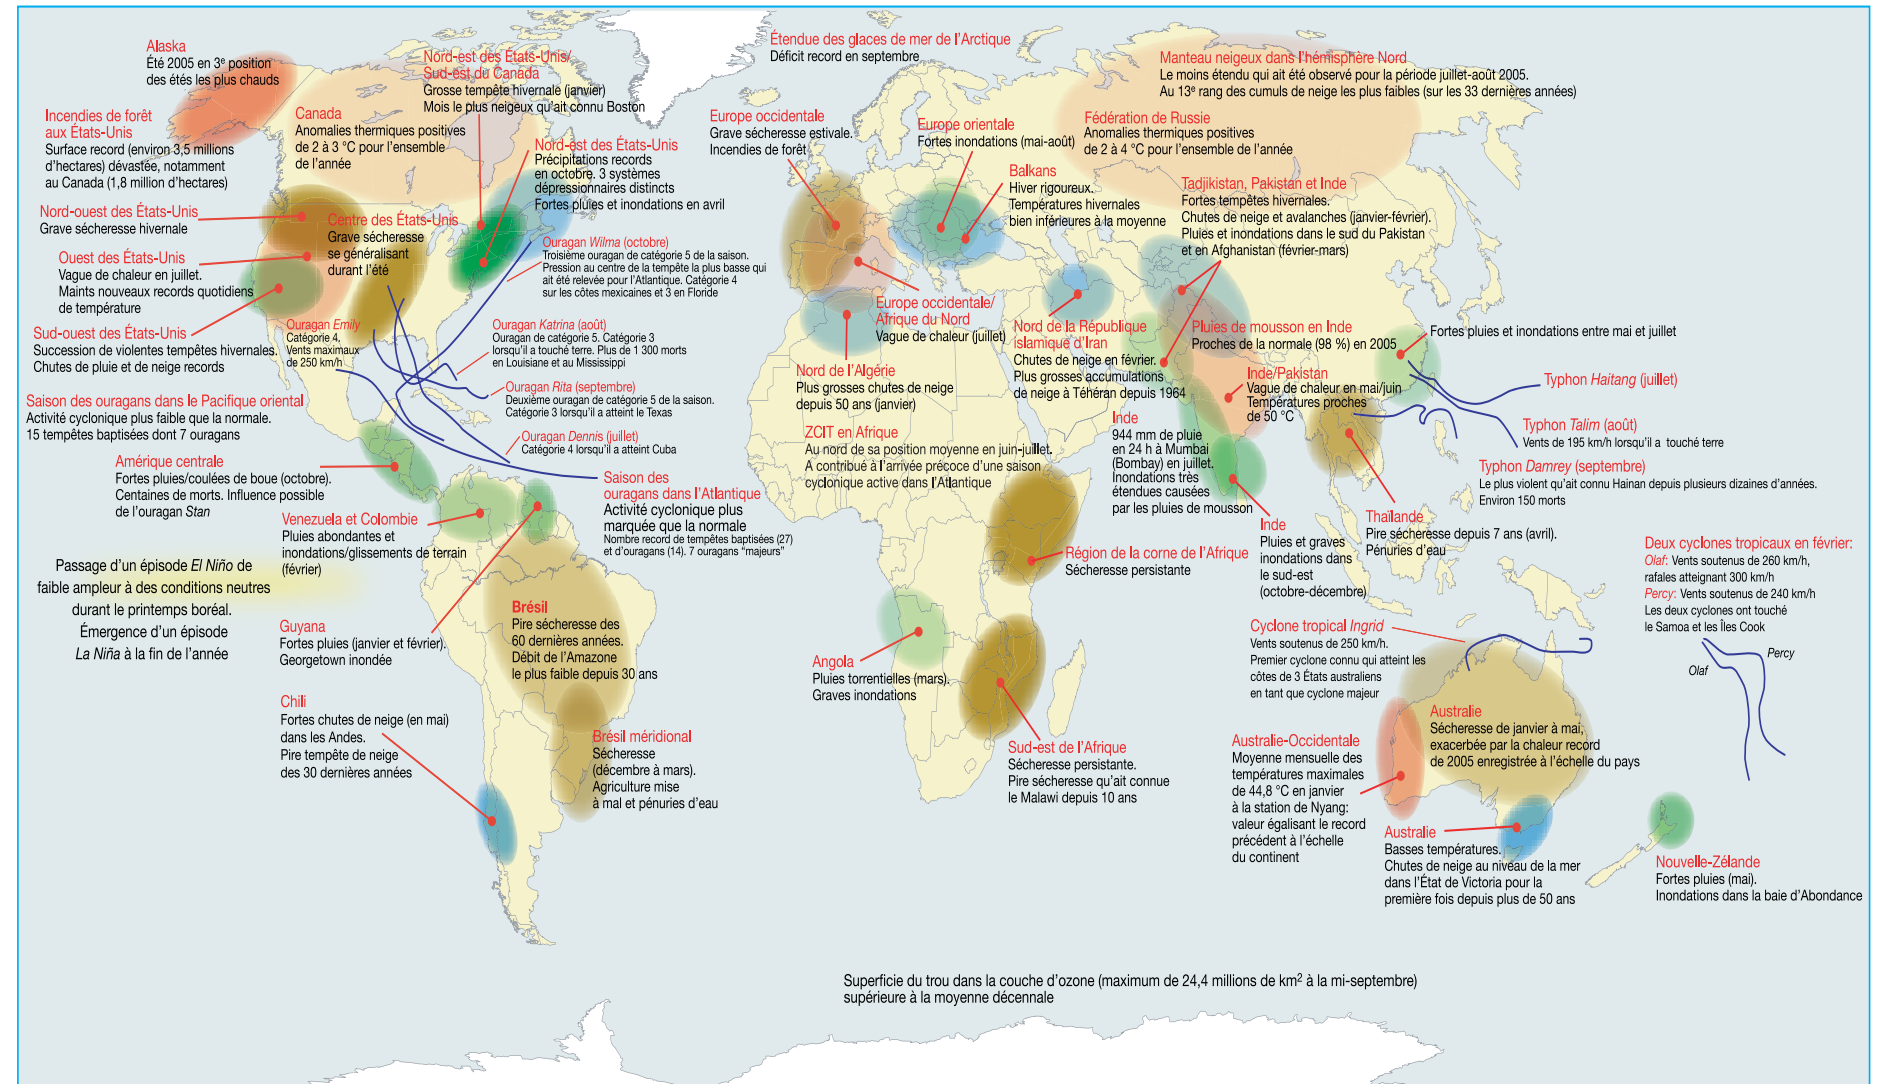 Alaska
Été 2005 en 3e position
des étés les plus chauds
Incendies de forêt
aux États-Unis
Surface record (environ 3,5 millions
d'hectares) dévastée, notamment
au Canada (1,8 million d'hectares)
Nord-ouest des États-Unis
Grave sécheresse hivernale
Ouest des États-Unis
Vague de chaleur en juillet.
Maints nouveaux records quotidiens
de température
Sud-ouest des États-Unis
Succession de violentes tempêtes hivernales.
Chutes de pluie et de neige records
Saison des ouragans dans le Pacifique oriental
Activité cyclonique plus faible que la normale.
15 tempêtes baptisées dont 7 ouragans
Amérique centrale
Fortes pluies/coulées de boue (octobre).
Centaines de morts. Influence possible
de l'ouragan Stan
Venezuela et Colombie
Pluies abondantes et
inondations/glissements de terrain
(février)
Passage d'un épisode El Niño de
faible ampleur à des conditions neutres
durant le printemps boréal.
Émergence d'un épisode
La Niña à la fin de l'année
Guyana
Fortes pluies (janvier et février).
Georgetown inondée
Chili
Fortes chutes de neige (en mai)
dans les Andes.
Pire tempête de neige
des 30 dernières années
Canada
Anomalies thermiques positives
de 2 à 3 °C pour l'ensemble
de l'année
Nord-est des États-Unis/
Sud-est du Canada
Grosse tempête hivernale (janvier)
Mois le plus neigeux qu'ait connu Boston
Nord-est des États-Unis
Précipitations records
en octobre. 3 systèmes
dépressionnaires distincts
Fortes pluies et inondations en avril
Centre des États-Unis
Grave sécheresse
se généralisant
durant l'été
Ouragan Wilma (octobre)
Troisième ouragan de catégorie 5 de la saison.
Pression au centre de la tempête la plus basse qui
ait été relevée pour l'Atlantique. Catégorie 4
sur les côtes mexicaines et 3 en Floride
Ouragan Emily
Catégorie 4,
Vents maximaux
de 250 km/h
Ouragan Katrina (août)
Ouragan de catégorie 5. Catégorie 3
lorsqu'il a touché terre. Plus de 1 300 morts
en Louisiane et au Mississippi
Ouragan Rita (septembre)
Deuxième ouragan de catégorie 5 de la saison.
Catégorie 3 lorsqu'il a atteint le Texas
Ouragan Dennis (juillet)
Catégorie 4 lorsqu'il a atteint Cuba
Saison des
ouragans dans l'Atlantique
Activité cyclonique plus
marquée que la normale
Nombre record de tempêtes baptisées (27)
et d'ouragans (14). 7 ouragans "majeurs"
Brésil
Pire sécheresse des
60 dernières années.
Débit de l'Amazone
le plus faible depuis 30 ans
Brésil méridional
Sécheresse
(décembre à mars).
Agriculture mise
à mal et pénuries d'eau
Étendue des glaces de mer de l'Arctique
Déficit record en septembre
Europe occidentale
Grave sécheresse estivale.
Incendies de forêt
Europe orientale
Fortes inondations (mai-août)
Balkans
Hiver rigoureux.
Températures hivernales
bien inférieures à la moyenne
Europe occidentale/
Afrique du Nord
Vague de chaleur (juillet)
Nord de l'Algérie
Plus grosses chutes de neige
depuis 50 ans (janvier)
ZCIT en Afrique
Au nord de sa position moyenne en juin-juillet.
A contribué à l'arrivée précoce d'une saison
cyclonique active dans l'Atlantique
Région de la corne de l'Afrique
Sécheresse persistante
Angola
Pluies torrentielles (mars).
Graves inondations
Sud-est de l'Afrique
Sécheresse persistante.
Pire sécheresse qu'ait connue
le Malawi depuis 10 ans
Manteau neigeux dans l'hémisphère Nord
Le moins étendu qui ait été observé pour la période juillet-août 2005.
Au 13e rang des cumuls de neige les plus faibles (sur les 33 dernières années)
Fédération de Russie
Anomalies thermiques positives
de 2 à 4 °C pour l'ensemble de l'année
Tadjikistan, Pakistan et Inde
Fortes tempêtes hivernales.
Chutes de neige et avalanches (janvier-février).
Pluies et inondations dans le sud du Pakistan
et en Afghanistan (février-mars)
Nord de la République
islamique d'Iran
Chutes de neige en février.
Plus grosses accumulations
de neige à Téhéran depuis 1964
Pluies de mousson en Inde
Proches de la normale (98 %) en 2005
Inde/Pakistan
Vague de chaleur en mai/juin
Températures proches
de 50 °C
Inde
944 mm de pluie
en 24 h à Mumbai
(Bombay) en juillet.
Inondations très
étendues causées
par les pluies de mousson
Inde
Pluies et graves
inondations dans
le sud-est
(octobre-décembre)
Fortes pluies et inondations entre mai et juillet
Typhon Haitang (juillet)
Typhon Talim (août)
Vents de 195 km/h lorsqu'il a touché terre
Typhon Damrey (septembre)
Le plus violent qu'ait connu Hainan depuis plusieurs dizaines d'années.
Environ 150 morts
Thaïlande
Pire sécheresse depuis 7 ans (avril).
Pénuries d'eau
Deux cyclones tropicaux en février:
Olaf: Vents soutenus de 260 km/h,
rafales atteignant 300 km/h
Percy: Vents soutenus de 240 km/h
Les deux cyclones ont touché
le Samoa et les Îles Cook
Percy
Olaf
Cyclone tropical Ingrid
Vents soutenus de 250 km/h.
Premier cyclone connu qui atteint les
côtes de 3 États australiens
en tant que cyclone majeur
Australie
Sécheresse de janvier à mai,
exacerbée par la chaleur record
de 2005 enregistrée à l'échelle du pays
Australie-Occidentale
Moyenne mensuelle des
températures maximales
de 44,8 °C en janvier
à la station de Nyang:
valeur égalisant le record
précédent à l'échelle
du continent
Australie
Basses températures.
Chutes de neige au niveau de la mer
dans l'État de Victoria pour la
première fois depuis plus de 50 ans
Nouvelle-Zélande
Fortes pluies (mai).
Inondations dans la baie d'Abondance
Superficie du trou dans la couche d'ozone (maximum de 24,4 millions de km2 à la mi-septembre)
supérieure à la moyenne décennale